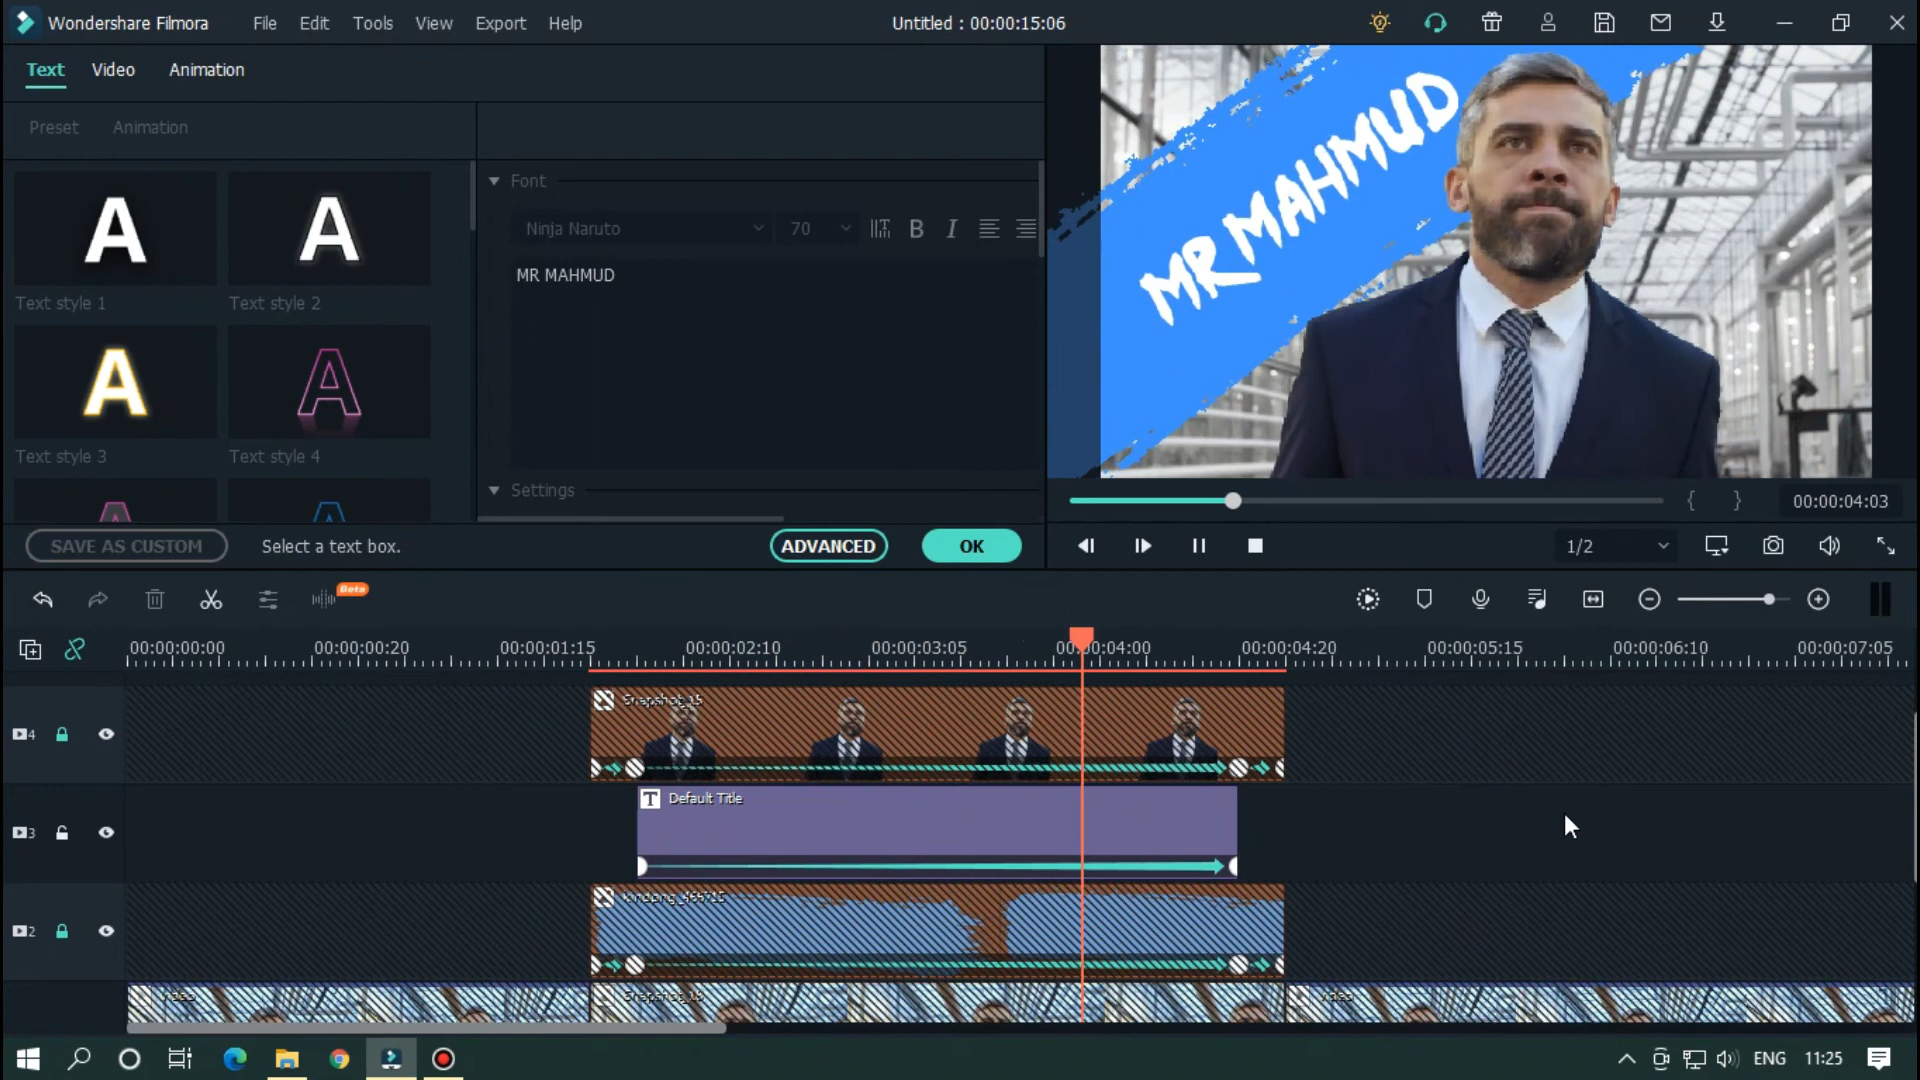 Wondershare Filmora File Edit Tools View Export Help Untitled : 00:00:15:06
Text Video Animation
Preset Animation
Font
Ninja Naruto 70 B I
MR MAHMUD
A A
Text style 1 Text style 2
A A
Text style 3 Text style 4
Settings
SAVE AS CUSTOM Select a text box. ADVANCED OK
MR MAHMUD
{ } 00:00:04:03
1/2
Beta
00:00:00:00 00:00:00:20 00:00:01:15 00:00:02:10 00:00:03:05 00:00:04:00 00:00:04:20 00:00:05:15 00:00:06:10 00:00:07:05
4 Snapshot_15
3 T Default Title
2 kindpng_466715
Video Snapshot_15 Video
ENG 11:25